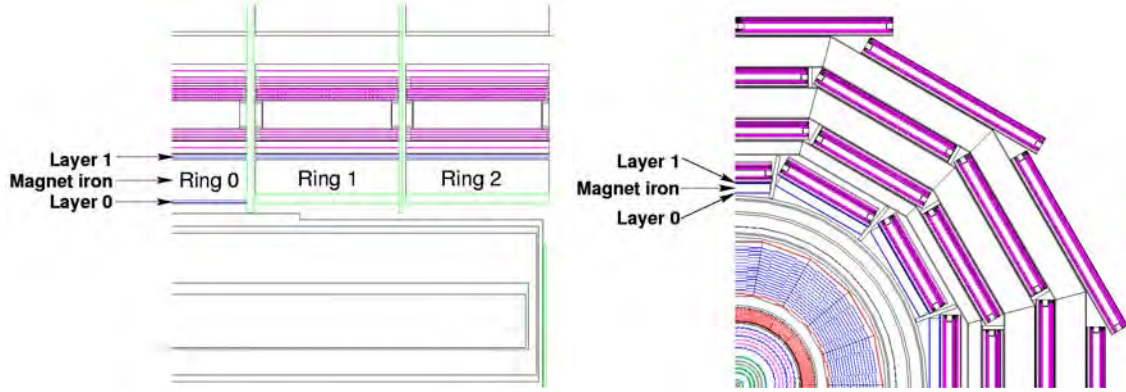 Layer 1
Magnet iron
Layer 0
Ring 0
Ring 1
Ring 2
Layer 1
Magnet iron
Layer 0